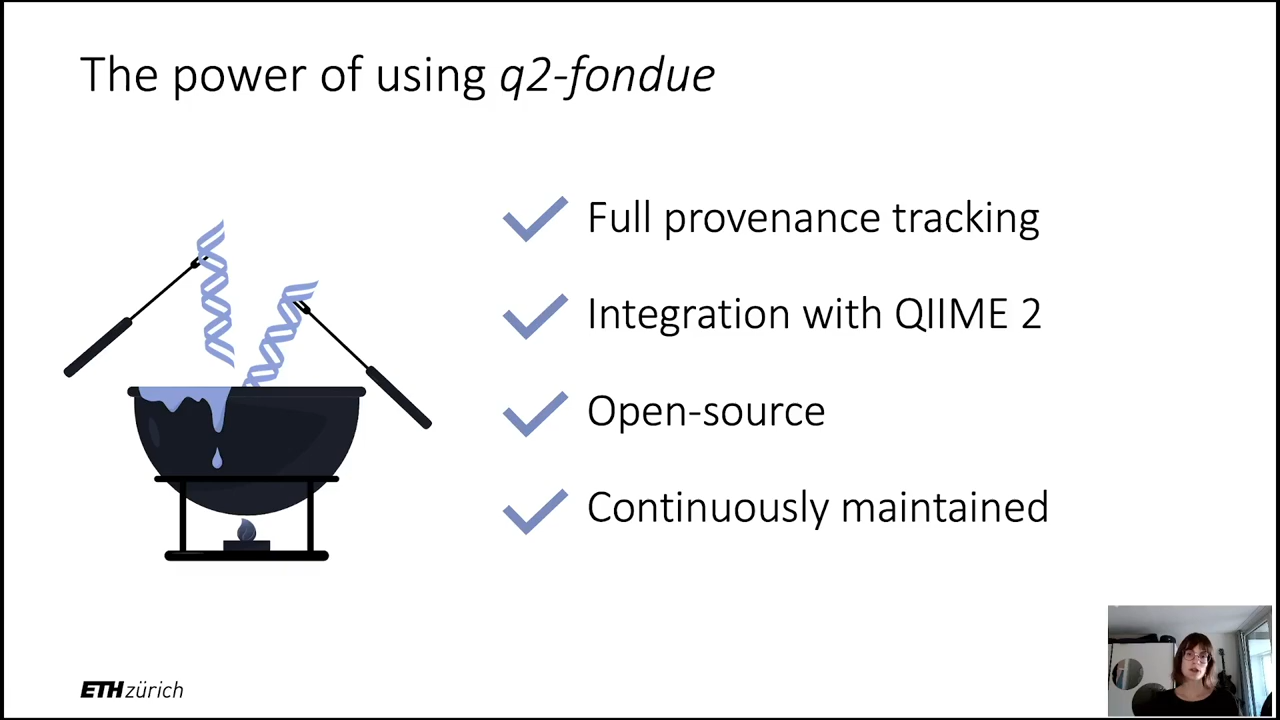 The power of using q2-fondue
Full provenance tracking
Integration with QIIME 2
Open-source
Continuously maintained
ETH zürich